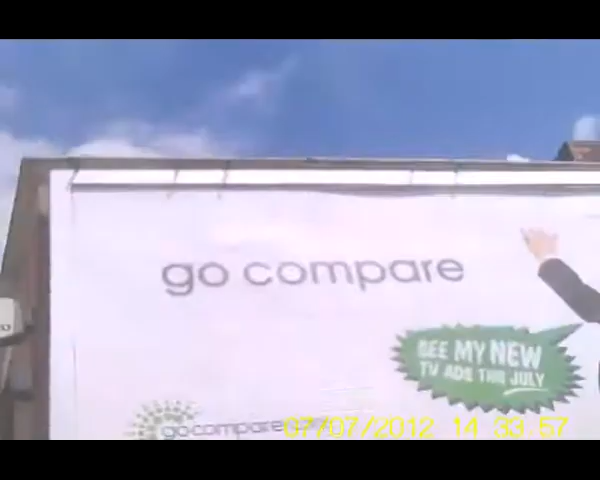 go compare
SEE MY NEW
TV ADS THIS JULY
gocompare
07/07/2012 14 33:57